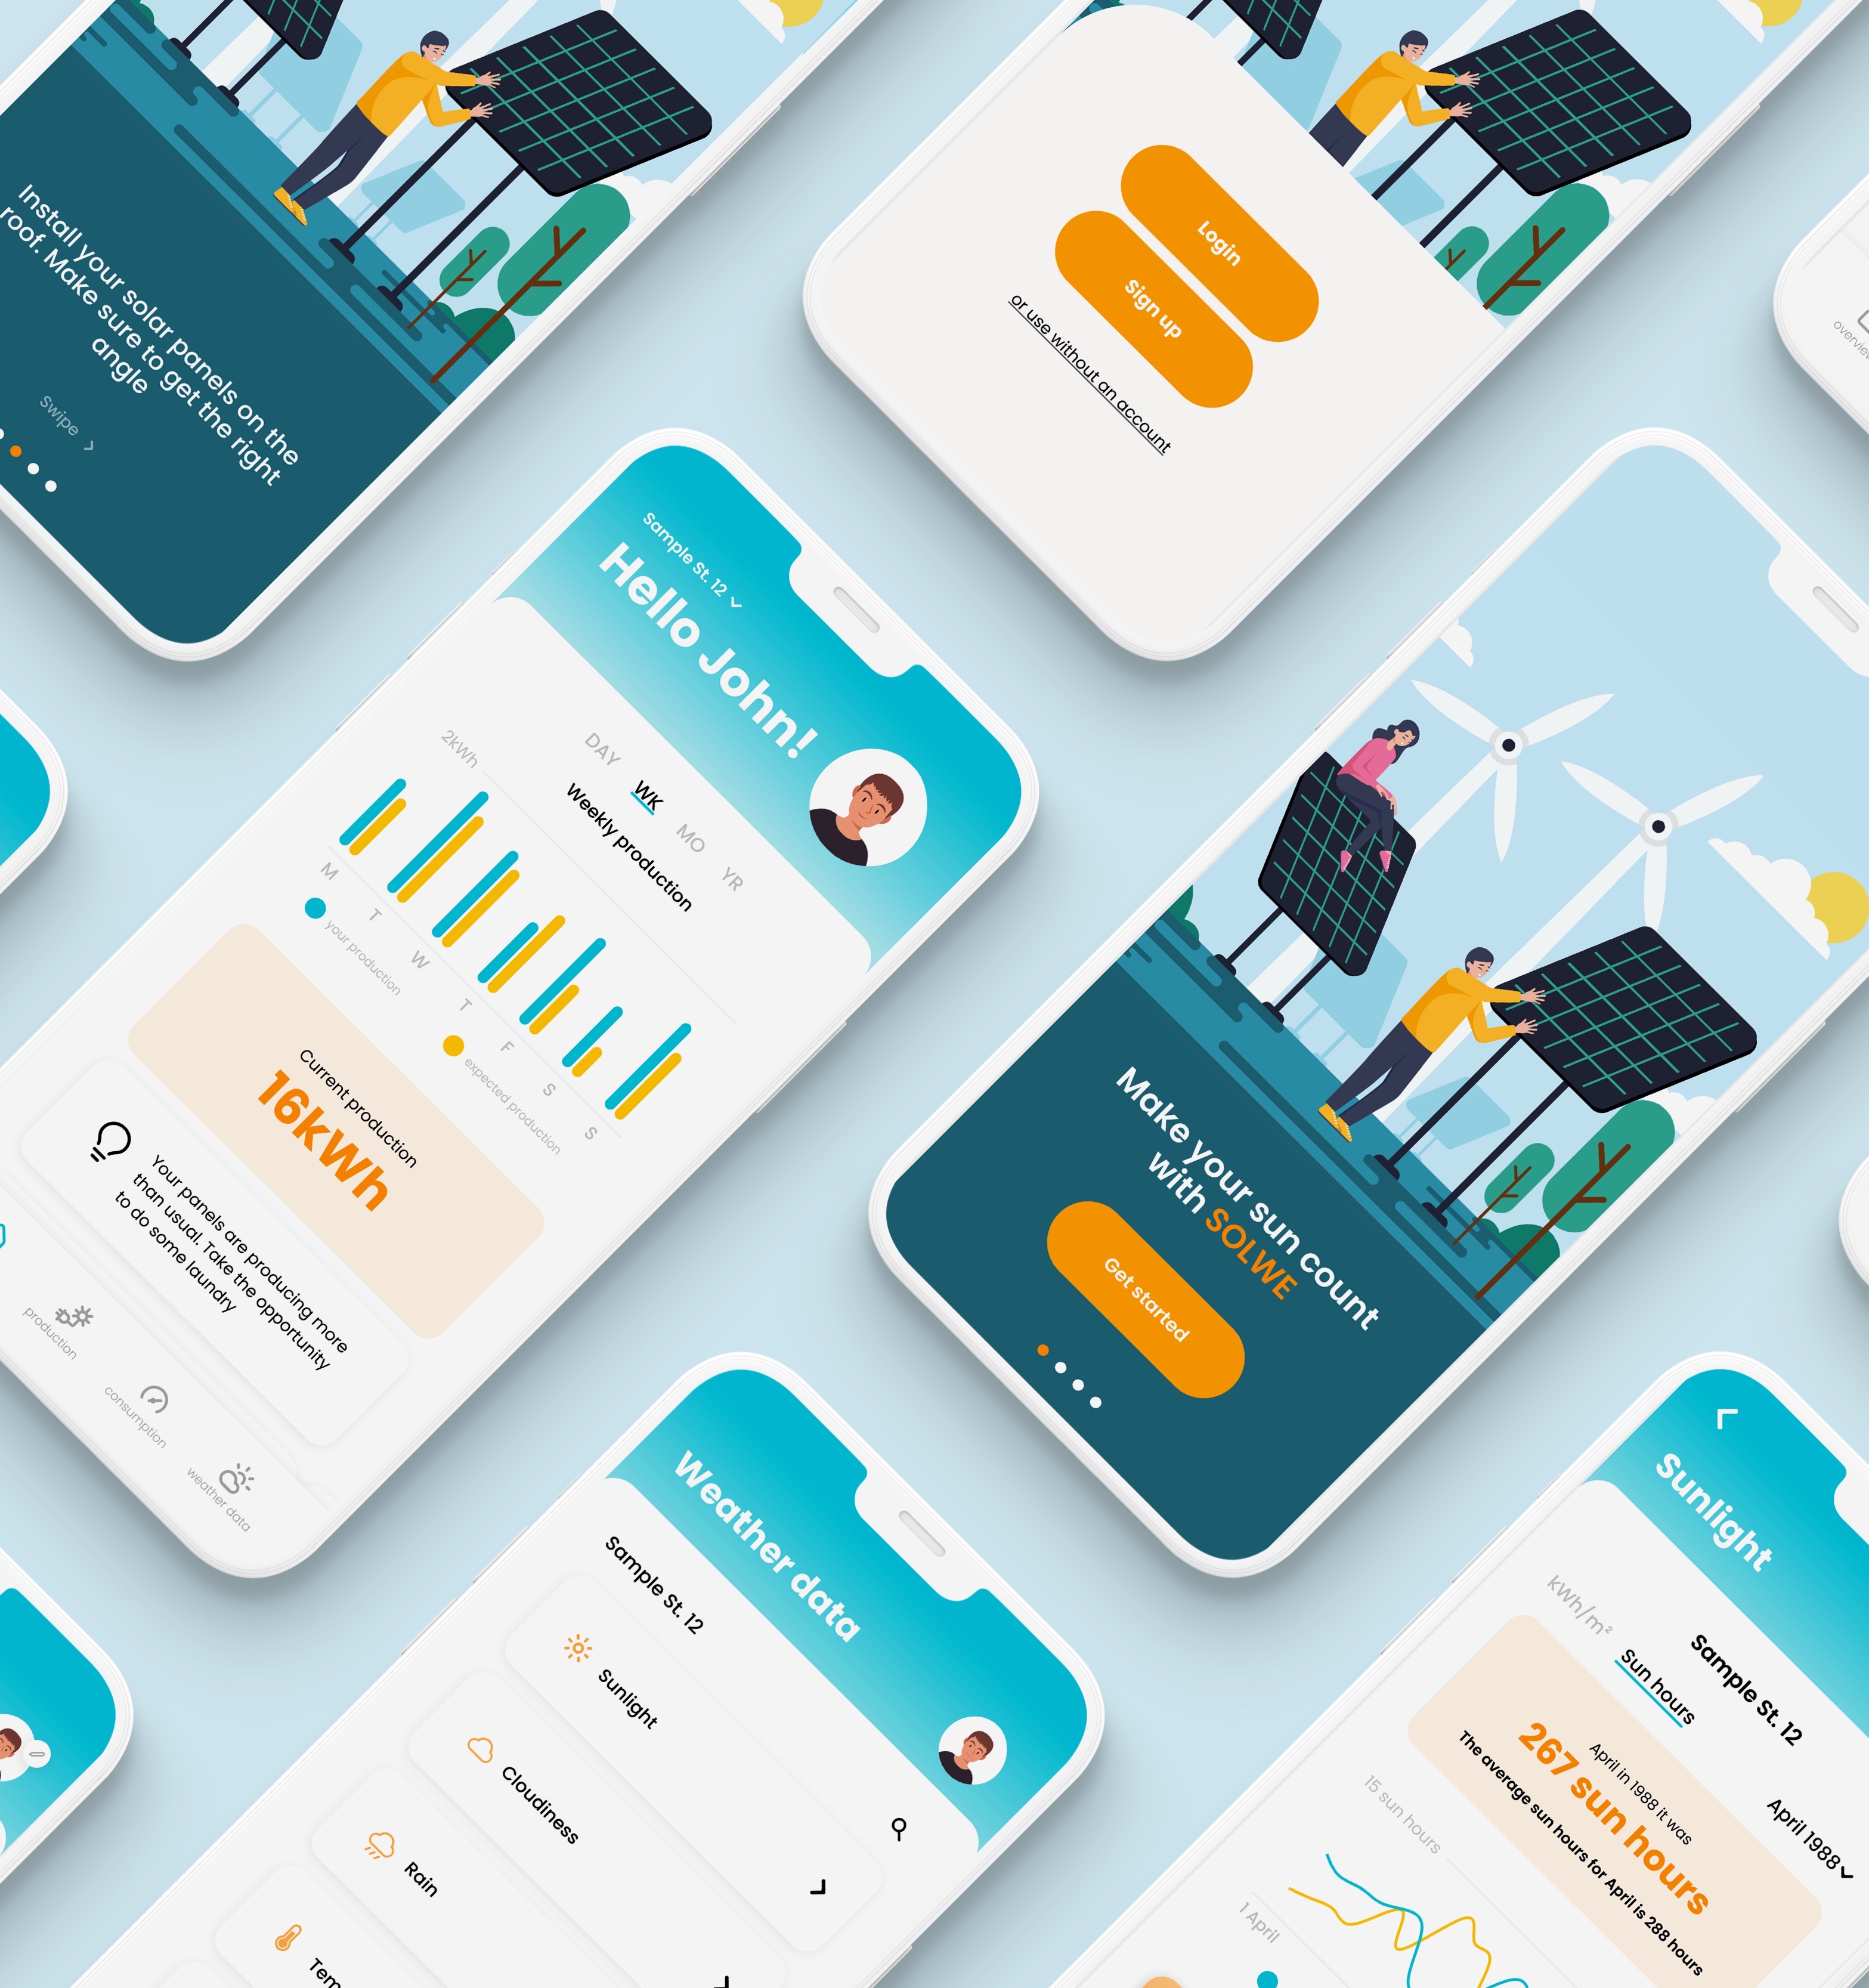 Install your solar panels on the
roof. Make sure to get the right
angle
Swipe
Login
Sign up
or use without an account
Sample St. 12
Hello John!
DAY
WK
MO
YR
Weekly production
2kWh
M
T
W
T
F
S
S
your production
expected production
Current production
16kWh
Your panels are producing more
than usual. Take the opportunity
to do some laundry
production
consumption
weather data
Make your sun count
with SOLWE
Get started
Weather data
Sample St. 12
Sunlight
Cloudiness
Rain
Sunlight
Sample St. 12
kWh/m²
Sun hours
April 1988
April in 1988 it was
267 sun hours
The average sun hours for April is 288 hours
15 sun hours
1 April